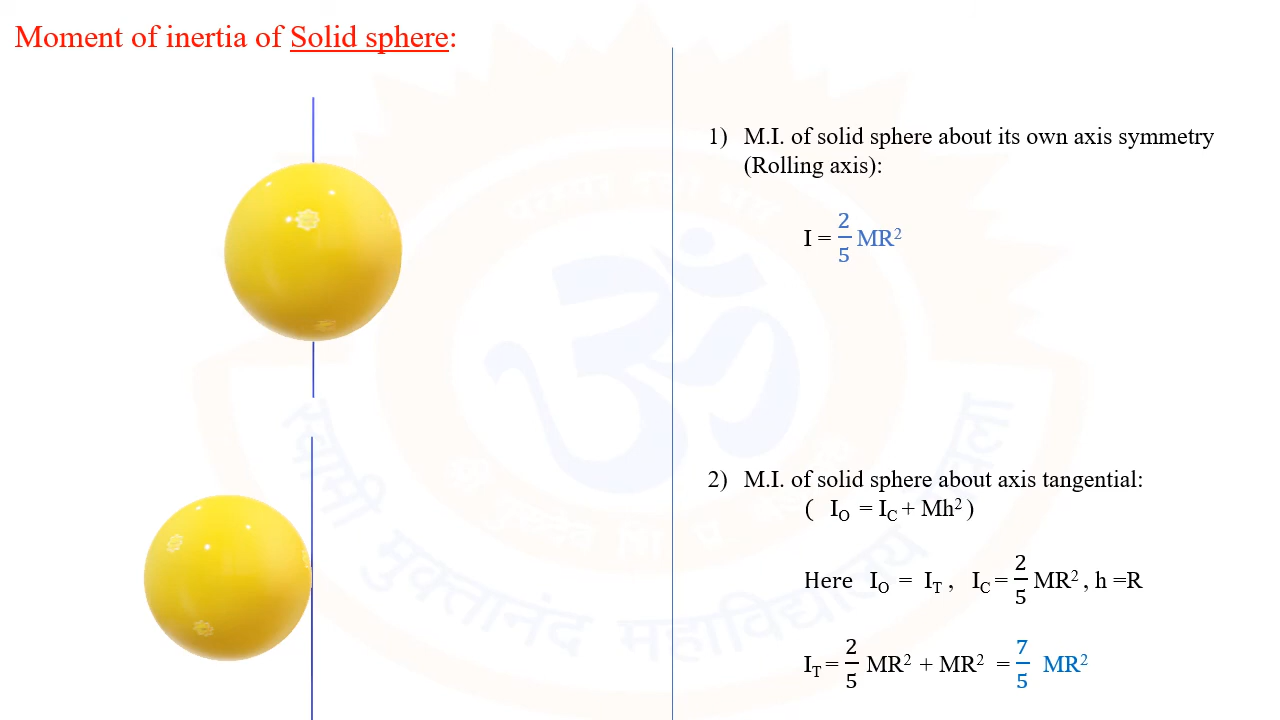 Moment of inertia of Solid sphere:
1) M.I. of solid sphere about its own axis symmetry
(Rolling axis):
I = 2/5 MR²
2) M.I. of solid sphere about axis tangential:
( I_O = I_C + Mh² )
Here I_O = I_T , I_C = 2/5 MR² , h =R
I_T = 2/5 MR² + MR² = 7/5 MR²
ॐ
स्वामी मुक्तानंद महाविद्यालय